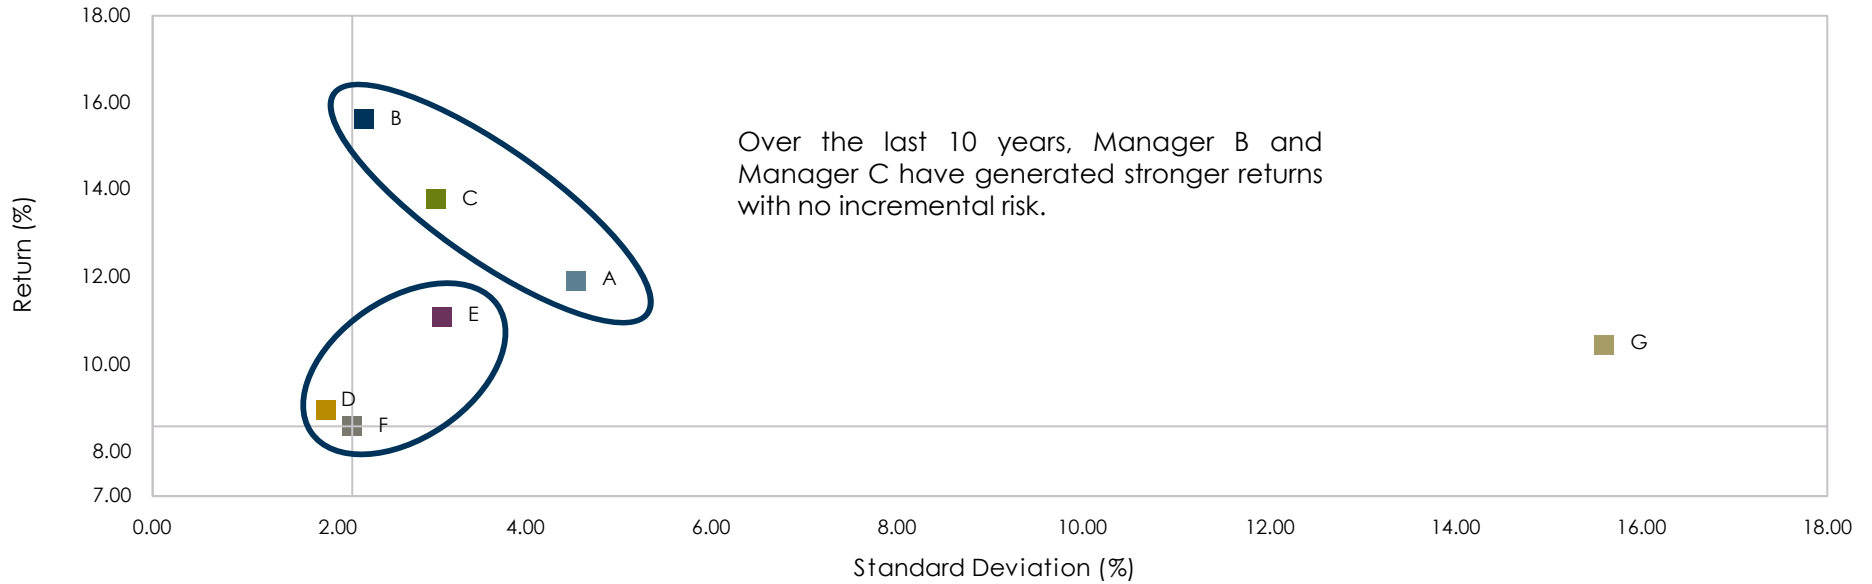 18.00
16.00
B
Over the last 10 years, Manager B and
Manager C have generated stronger returns
with no incremental risk.
14.00
C
Return (%)
12.00
A
E
G
10.00
D
F
8.00
7.00
0.00 2.00 4.00 6.00 8.00 10.00 12.00 14.00 16.00 18.00
Standard Deviation (%)